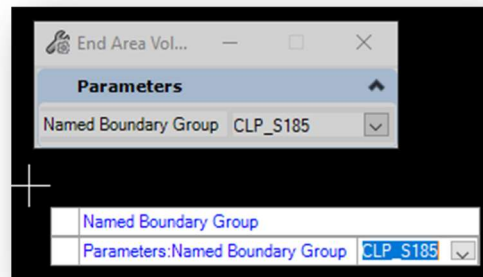 End Area Vol...
Parameters
Named Boundary Group CLP_S185
Named Boundary Group
Parameters:Named Boundary Group CLP_S185